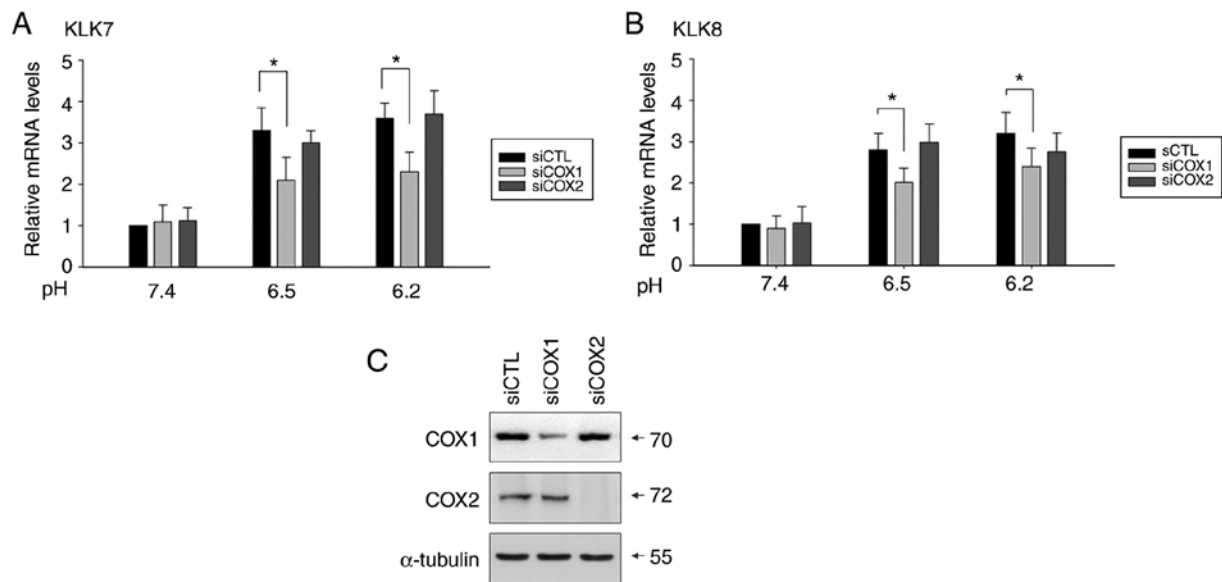 A
KLK7
Relative mRNA levels
5
4
3
2
1
0
*
*
pH
7.4
6.5
6.2
siCTL
siCOX1
siCOX2
B
KLK8
Relative mRNA levels
5
4
3
2
1
0
*
*
pH
7.4
6.5
6.2
sCTL
siCOX1
siCOX2
C
siCTL
siCOX1
siCOX2
COX1
←70
COX2
←72
α-tubulin
←55